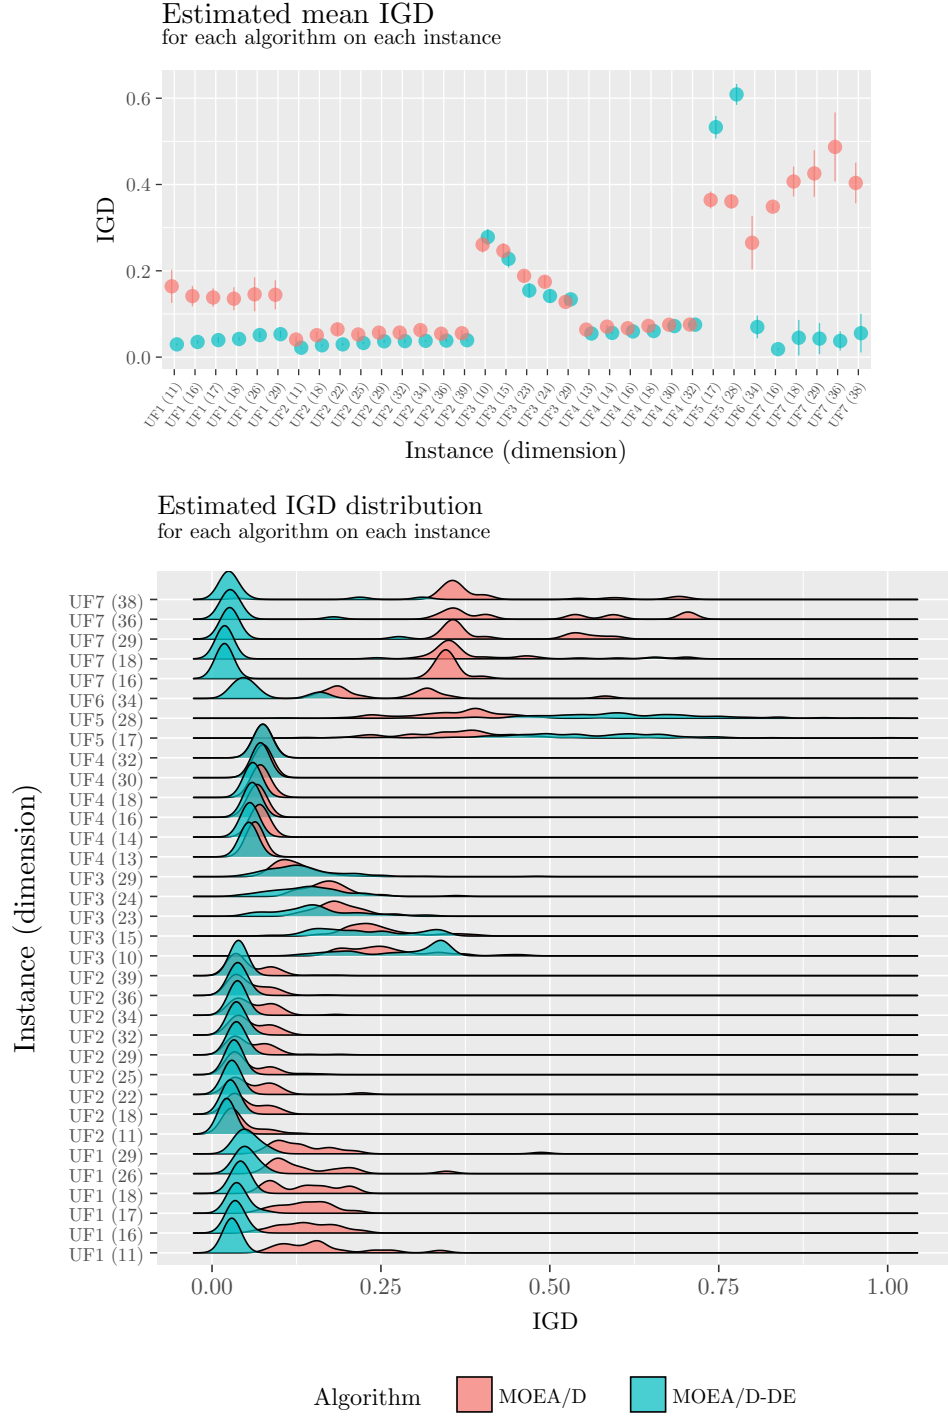 Estimated mean IGD
for each algorithm on each instance
0.6
0.4
0.2
0.0
IGD
UF1 (11)
UF1 (16)
UF1 (17)
UF1 (18)
UF1 (26)
UF1 (29)
UF2 (11)
UF2 (18)
UF2 (22)
UF2 (25)
UF2 (29)
UF2 (32)
UF2 (34)
UF2 (36)
UF2 (39)
UF3 (10)
UF3 (15)
UF3 (23)
UF3 (24)
UF3 (29)
UF4 (13)
UF4 (14)
UF4 (16)
UF4 (18)
UF4 (30)
UF4 (32)
UF5 (17)
UF5 (28)
UF6 (34)
UF7 (16)
UF7 (18)
UF7 (29)
UF7 (36)
UF7 (38)
Instance (dimension)
Estimated IGD distribution
for each algorithm on each instance
Instance (dimension)
UF7 (38)
UF7 (36)
UF7 (29)
UF7 (18)
UF7 (16)
UF6 (34)
UF5 (28)
UF5 (17)
UF4 (32)
UF4 (30)
UF4 (18)
UF4 (16)
UF4 (14)
UF4 (13)
UF3 (29)
UF3 (24)
UF3 (23)
UF3 (15)
UF3 (10)
UF2 (39)
UF2 (36)
UF2 (34)
UF2 (32)
UF2 (29)
UF2 (25)
UF2 (22)
UF2 (18)
UF2 (11)
UF1 (29)
UF1 (26)
UF1 (18)
UF1 (17)
UF1 (16)
UF1 (11)
0.00 0.25 0.50 0.75 1.00
IGD
Algorithm MOEA/D MOEA/D-DE